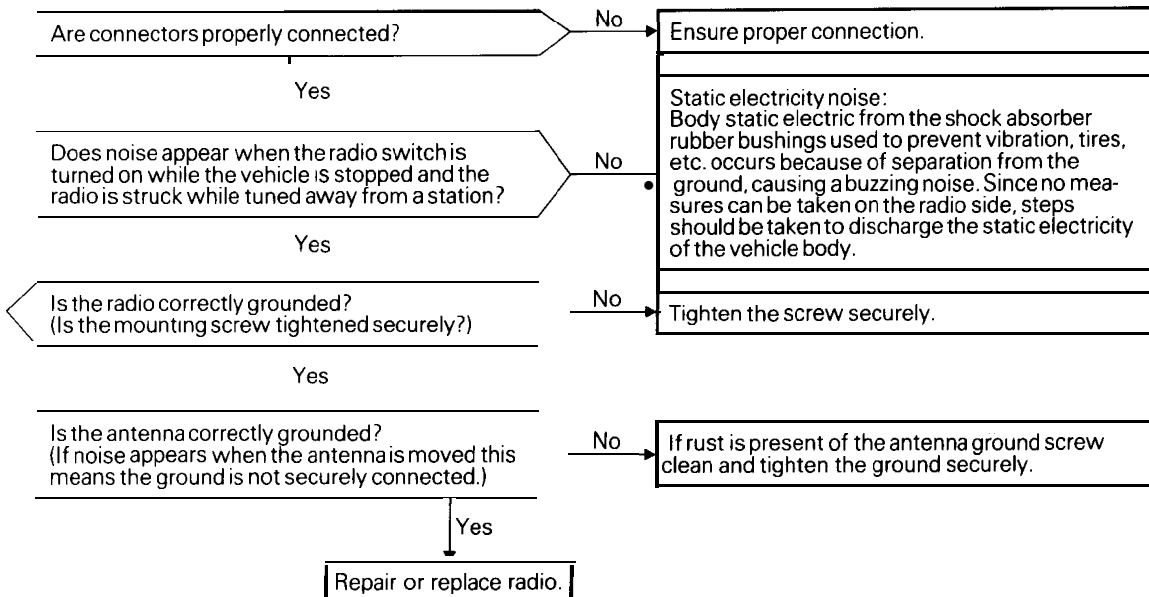 Are connectors properly connected?
No
Ensure proper connection.
Yes
Does noise appear when the radio switch is
turned on while the vehicle is stopped and the
radio is struck while tuned away from a station?
No
Static electricity noise:
Body static electric from the shock absorber
rubber bushings used to prevent vibration, tires,
etc. occurs because of separation from the
ground, causing a buzzing noise. Since no mea-
sures can be taken on the radio side, steps
should be taken to discharge the static electricity
of the vehicle body.
Yes
Is the radio correctly grounded?
(Is the mounting screw tightened securely?)
No
Tighten the screw securely.
Yes
Is the antenna correctly grounded?
(If noise appears when the antenna is moved this
means the ground is not securely connected.)
No
If rust is present of the antenna ground screw
clean and tighten the ground securely.
Yes
Repair or replace radio.